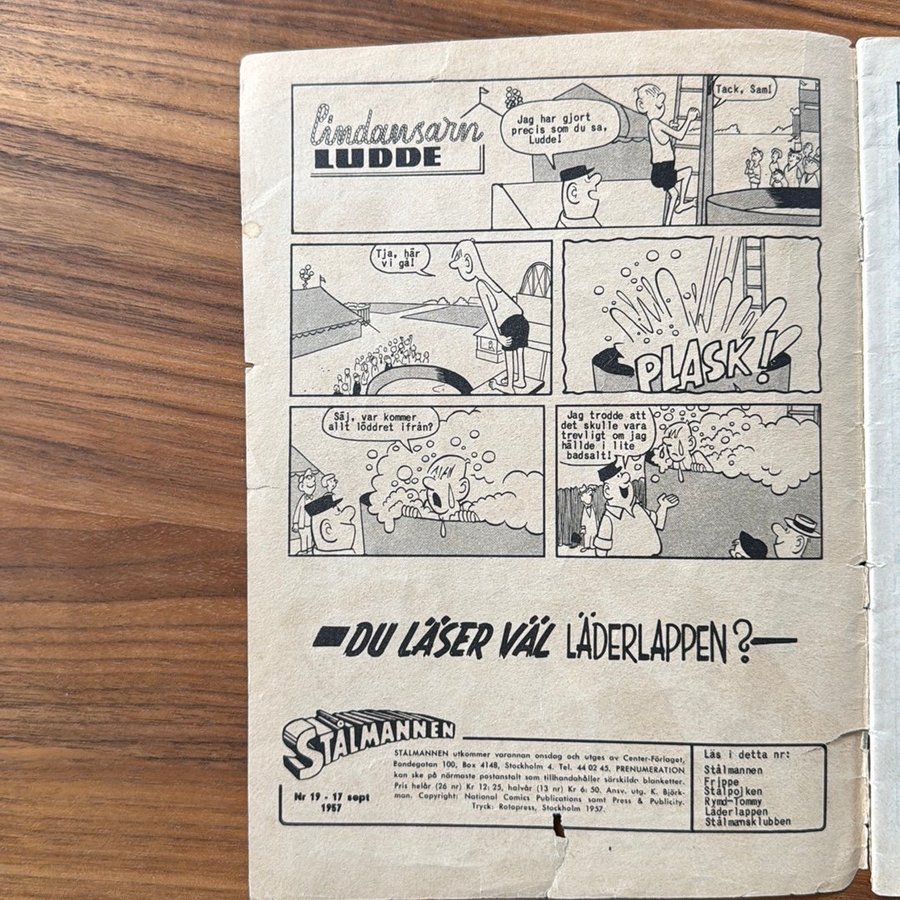 Lindansarn
LUDDE
Jag har gjort
precis som du sa,
Ludde!
Tack, Sam!
Tja, här
vi gå!
PLASK!
Säj, var kommer
allt löddret ifrån?
Jag trodde att
det skulle vara
trevligt om jag
hällde i lite
badsalt!
DU LÄSER VÄL LÄDERLAPPEN?
STÅLMANNEN
Nr 19 - 17 sept
1957
STÅLMANNEN utkommer varannan onsdag och utges av Center-Förlaget,
Bondegatan 100, Box 4148, Stockholm 4. Tel. 44 02 45. PRENUMERATION
kan ske på närmaste postanstalt som tillhandahåller särskilda blanketter.
Pris helår (26 nr) Kr 12:25, halvår (13 nr) Kr 6:50. Ansv. utg. K. Björk-
man. Copyright: National Comics Publications samt Press & Publicity.
Tryck: Rotopress, Stockholm 1957.
Läs i detta nr:
Stålmannen
Frippe
Stålpojken
Rymd-Tommy
Läderlappen
Stålmansklubben